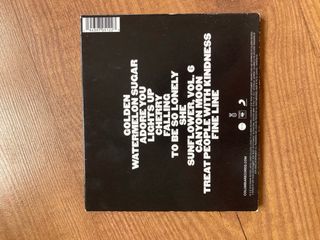 GOLDEN
WATERMELON SUGAR
ADORE YOU
LIGHTS UP
CHERRY
FALLING
TO BE SO LONELY
SHE
SUNFLOWER, VOL. 6
CANYON MOON
TREAT PEOPLE WITH KINDNESS
FINE LINE